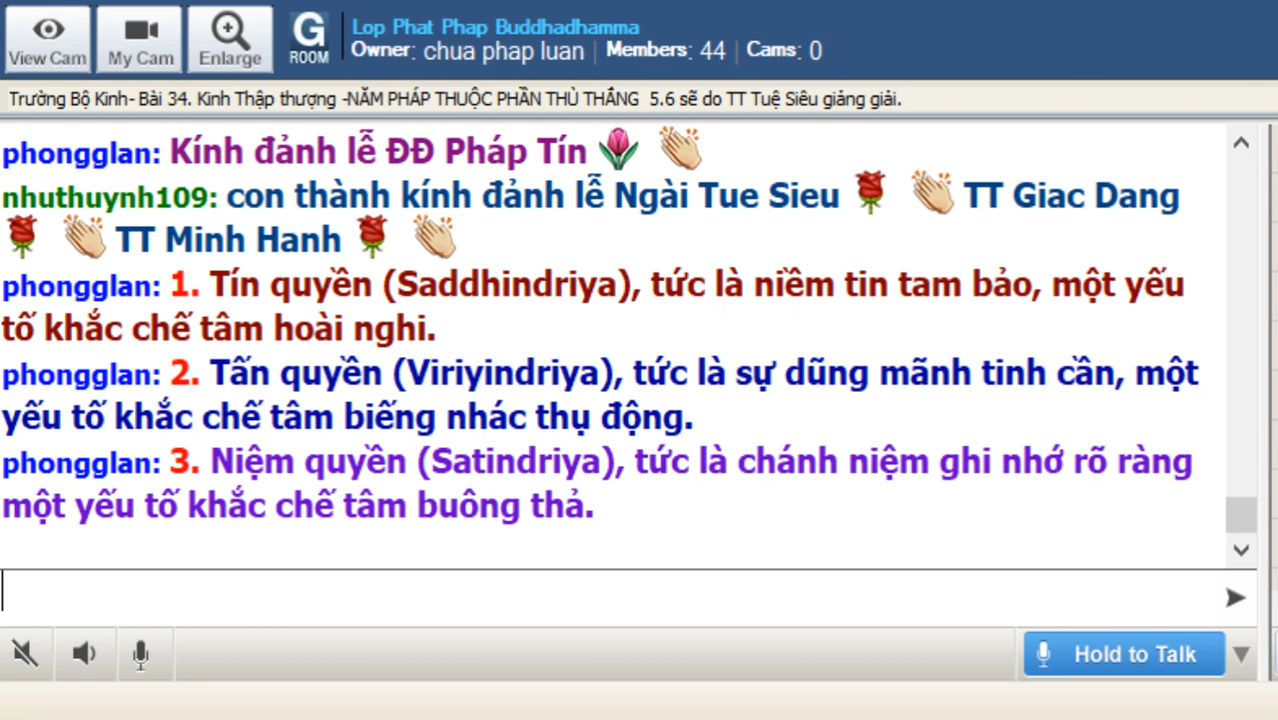 View Cam
My Cam
Enlarge
G
ROOM
Lop Phat Phap Buddhadhamma
Owner: chua phap luan | Members: 44 | Cams: 0
Trường Bộ Kinh- Bài 34. Kinh Thập thượng -NĂM PHÁP THUỘC PHẦN THÙ THẮNG 5.6 sẽ do TT Tuệ Siêu giảng giải.
phongglan: Kính đảnh lễ ĐĐ Pháp Tín
nhuthuynh109: con thành kính đảnh lễ Ngài Tue Sieu TT Giac Dang
TT Minh Hanh
phongglan: 1. Tín quyền (Saddhindriya), tức là niềm tin tam bảo, một yếu
tố khắc chế tâm hoài nghi.
phongglan: 2. Tấn quyền (Viriyindriya), tức là sự dũng mãnh tinh cần, một
yếu tố khắc chế tâm biếng nhác thụ động.
phongglan: 3. Niệm quyền (Satindriya), tức là chánh niệm ghi nhớ rõ ràng
một yếu tố khắc chế tâm buông thả.
Hold to Talk